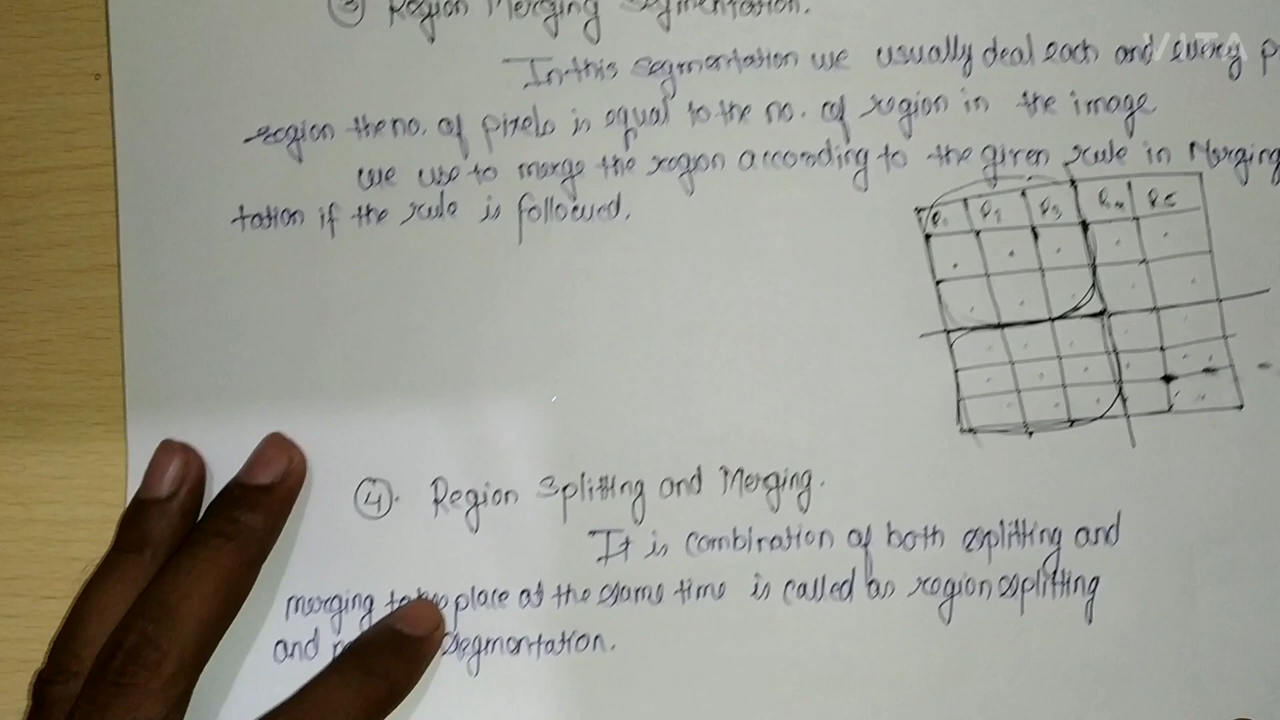 ③ Region Merging Segmentation.
In this segmentation we usually deal each and every
region the no. of pixels is equal to the no. of region in the image
we use to merge the region according to the given rule in Merging
tation if the rule is followed.
R1 R2 R3 R4 R5
④. Region Splitting and Merging.
It is combination of both splitting and
merging takes place at the same time is called as region splitting
and segmentation.
VITA